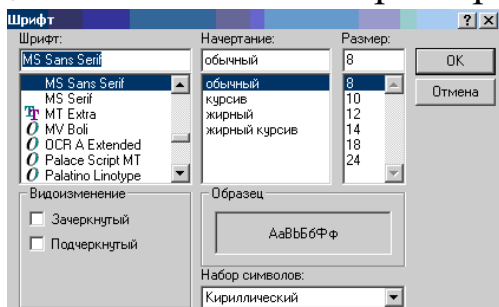 Шрифт
Шрифт: Начертание: Размер:
MS Sans Serif обычный 8 OK
MS Sans Serif обычный 8 Отмена
MS Serif курсив 10
MT Extra жирный 12
MV Boli жирный курсив 14
OCR A Extended 18
Palace Script MT 24
Palatino Linotype
Видоизменение Образец
Зачеркнутый
АаВbБбФф
Подчеркнутый
Набор символов:
Кириллический